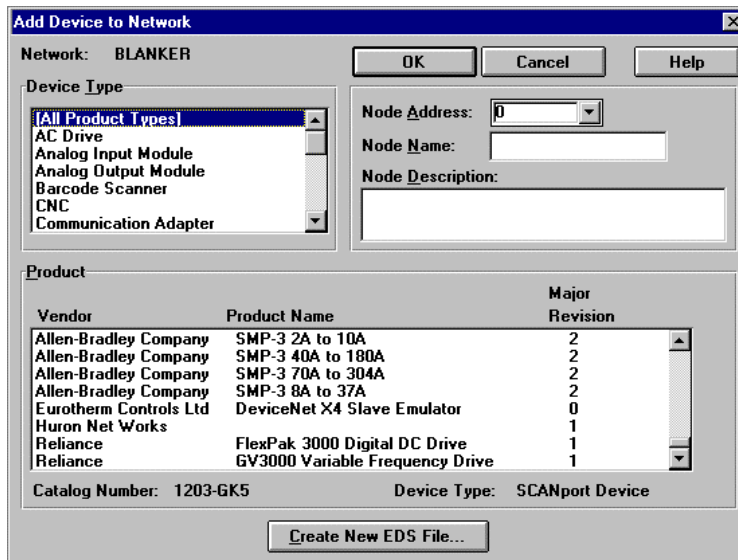 Add Device to Network
Network: BLANKER
OK
Cancel
Help
Device Type
[All Product Types]
AC Drive
Analog Input Module
Analog Output Module
Barcode Scanner
CNC
Communication Adapter
Node Address: 0
Node Name:
Node Description:
Product
Vendor Product Name Major Revision
Allen-Bradley Company SMP-3 2A to 10A 2
Allen-Bradley Company SMP-3 40A to 180A 2
Allen-Bradley Company SMP-3 70A to 304A 2
Allen-Bradley Company SMP-3 8A to 37A 2
Eurotherm Controls Ltd DeviceNet X4 Slave Emulator 0
Huron Net Works 1
Reliance FlexPak 3000 Digital DC Drive 1
Reliance GV3000 Variable Frequency Drive 1
Catalog Number: 1203-GK5 Device Type: SCANport Device
Create New EDS File...